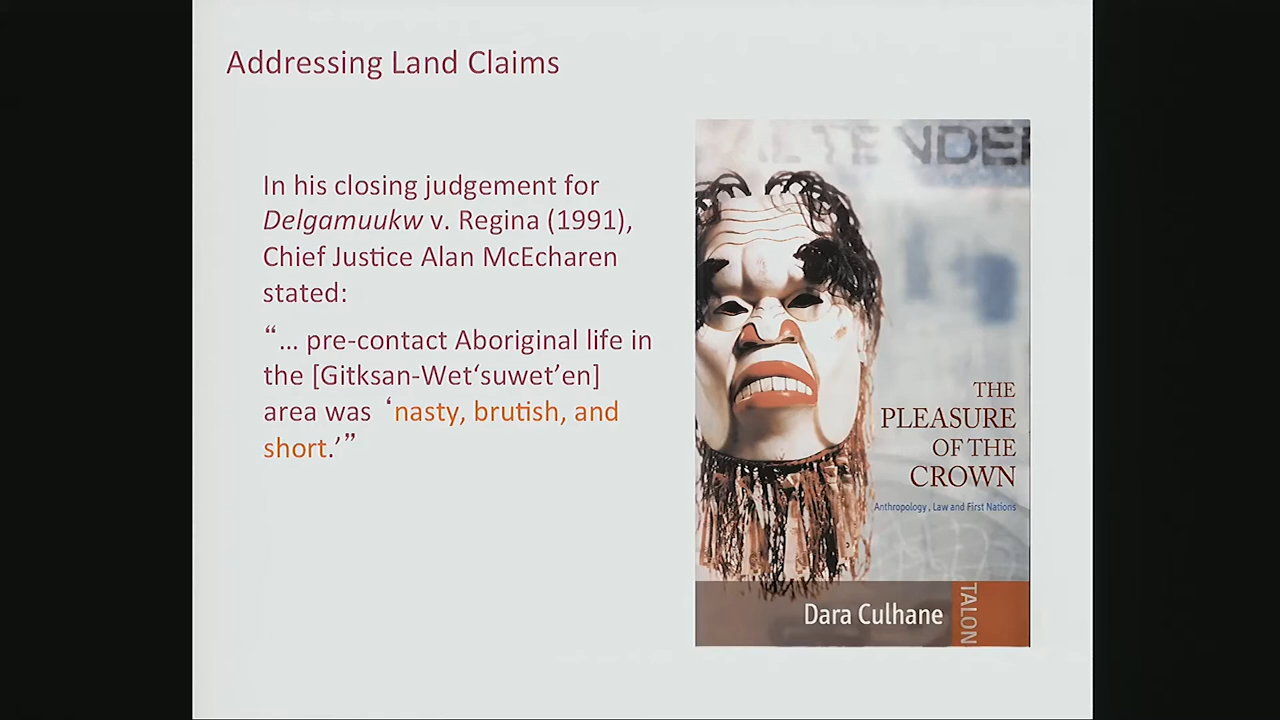 Addressing Land Claims
In his closing judgement for
Delgamuukw v. Regina (1991),
Chief Justice Alan McEcharen
stated:
“… pre-contact Aboriginal life in
the [Gitksan-Wet‘suwet’en]
area was ‘nasty, brutish, and
short.’”
THE
PLEASURE
OF THE
CROWN
Anthropology, Law and First Nations
Dara Culhane
TALON